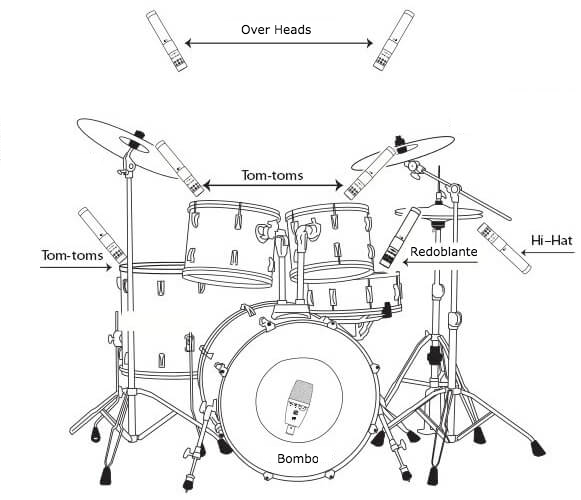 Over Heads
Tom-toms
Tom-toms
Redoblante
Hi-Hat
Bombo